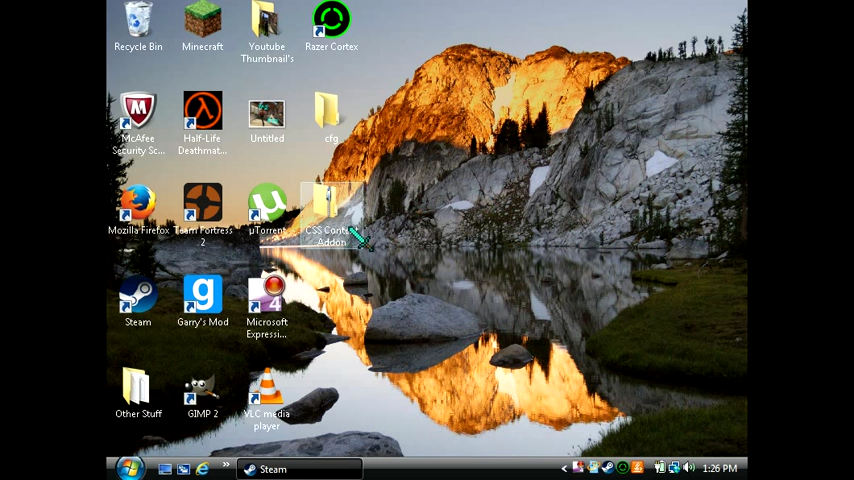 Recycle Bin
Minecraft
Youtube
Thumbnail's
Razer Cortex
McAfee
Security Sc...
Half-Life
Deathmat...
Untitled
cfg
Mozilla Firefox
Team Fortress
2
µTorrent
CSS
Addon
Steam
Garry's Mod
Microsoft
Expressi...
4
Other Stuff
GIMP 2
VLC media
player
Steam
1:26 PM